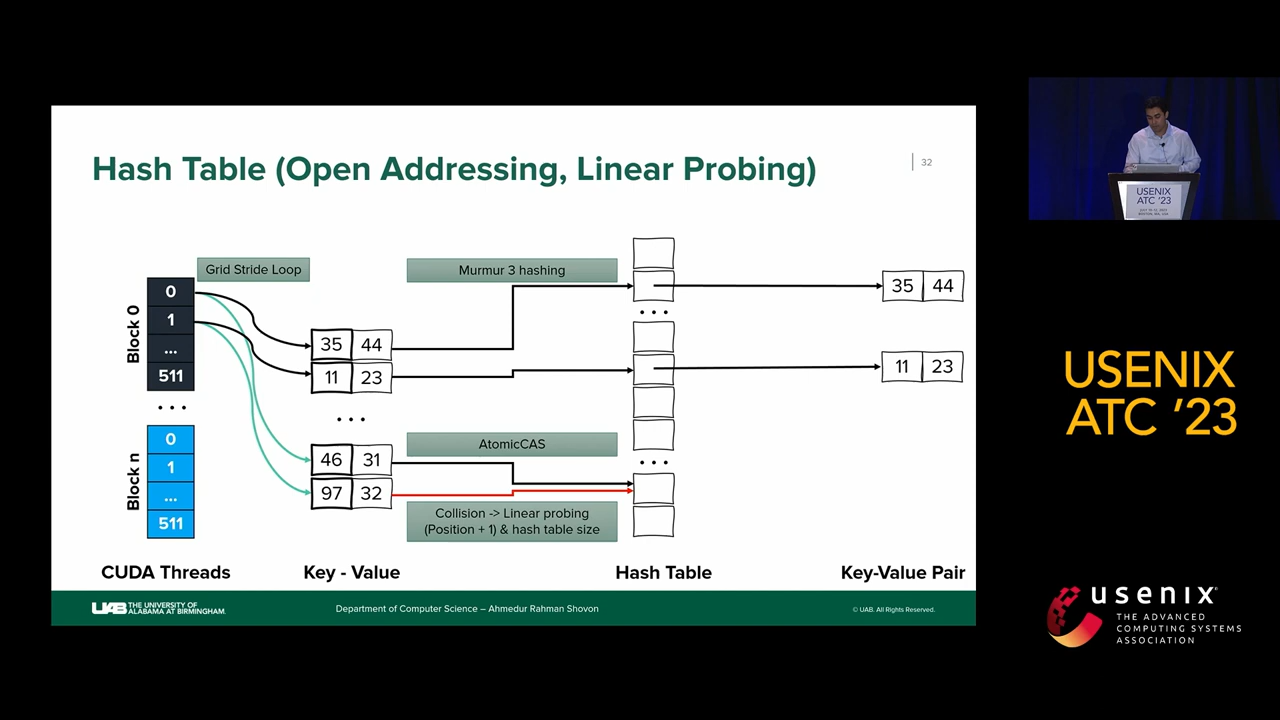 Hash Table (Open Addressing, Linear Probing)
32
Grid Stride Loop
Murmur 3 hashing
Block 0
0
1
...
511
35 44
11 23
...
...
35 44
11 23
...
Block n
0
1
...
511
46 31
97 32
AtomicCAS
...
Collision -> Linear probing
(Position + 1) & hash table size
CUDA Threads
Key - Value
Hash Table
Key-Value Pair
UAB THE UNIVERSITY OF
ALABAMA AT BIRMINGHAM.
Department of Computer Science – Ahmedur Rahman Shovon
© UAB. All Rights Reserved.
USENIX
ATC '23
USENIX
ATC '23
usenix
THE ADVANCED
COMPUTING SYSTEMS
ASSOCIATION